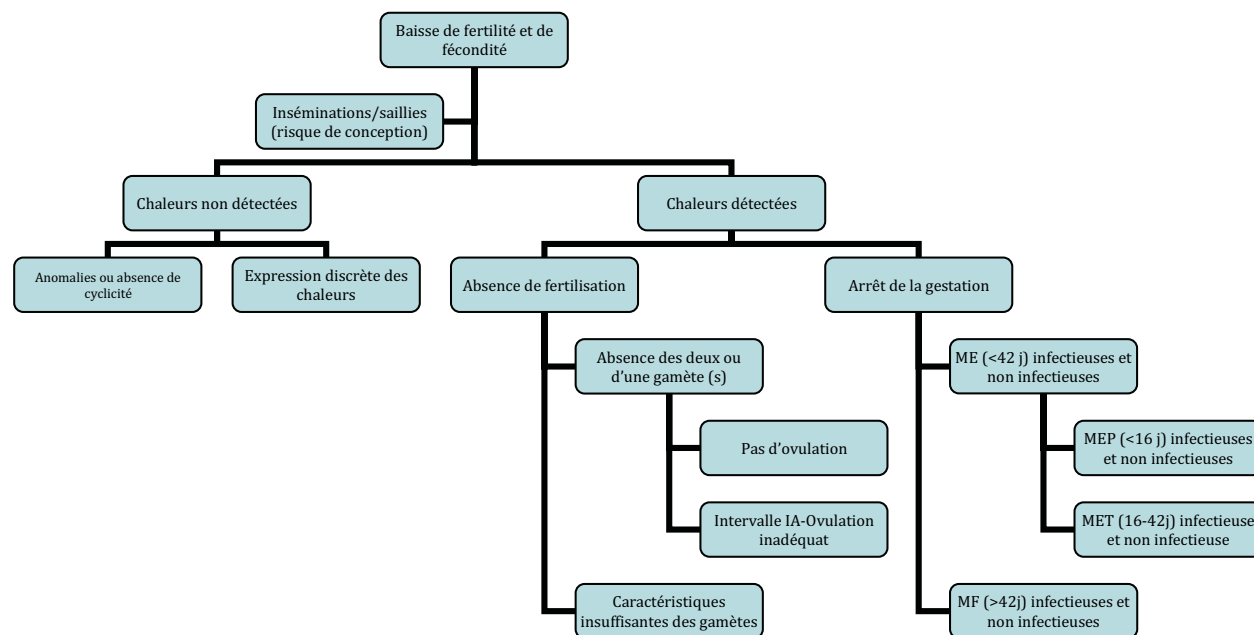 Baisse de fertilité et de
fécondité
Inséminations/saillies
(risque de conception)
Chaleurs non détectées
Chaleurs détectées
Anomalies ou absence de
cyclicité
Expression discrète des
chaleurs
Absence de fertilisation
Arrêt de la gestation
Absence des deux ou
d'une gamète (s)
ME (<42 j) infectieuses et
non infectieuses
Pas d'ovulation
MEP (<16 j) infectieuses
et non infectieuses
Intervalle IA-Ovulation
inadéquat
MET (16-42j) infectieuse
et non infectieuse
Caractéristiques
insuffisantes des gamètes
MF (>42j) infectieuses et
non infectieuses